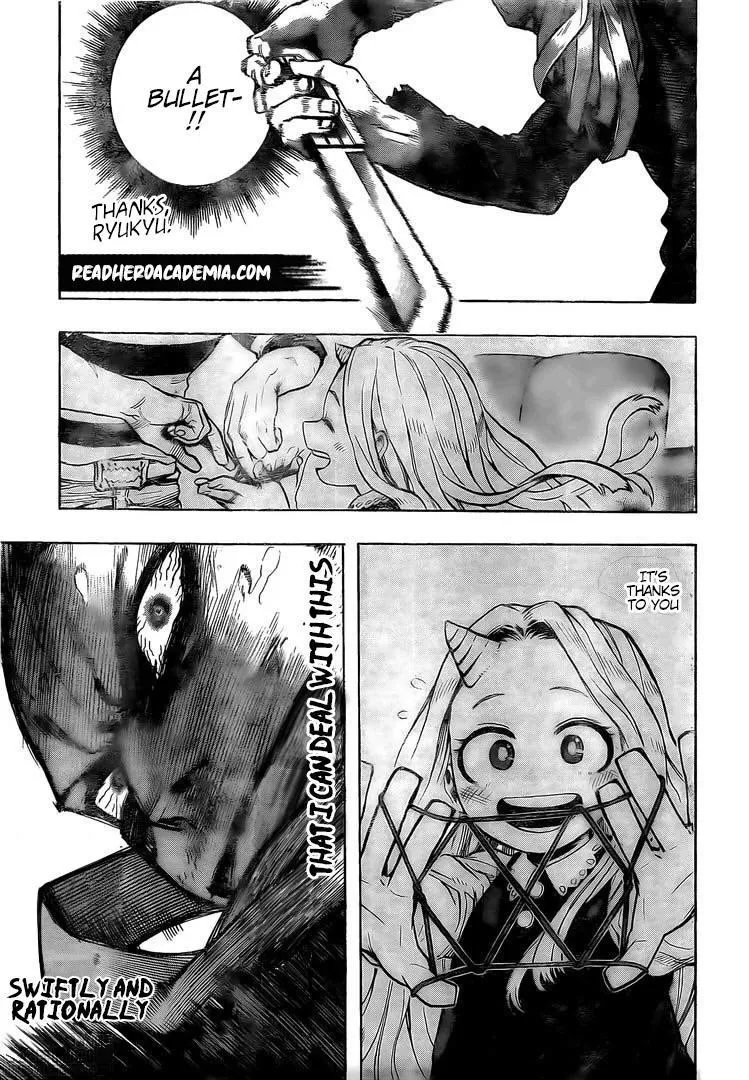 A
BULLET-
!!
THANKS,
RYUKYU.
READHEROACADEMIA.COM
IT'S
THANKS
TO YOU
THAT I CAN DEAL WITH THIS
SWIFTLY AND
RATIONALLY